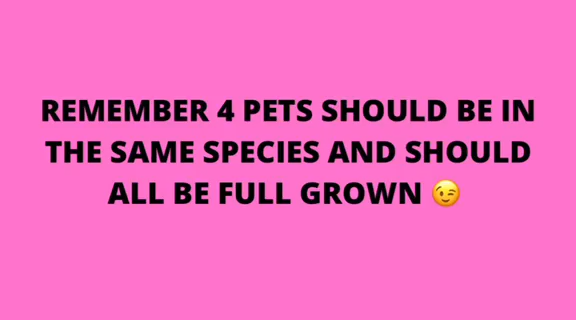 REMEMBER 4 PETS SHOULD BE IN
THE SAME SPECIES AND SHOULD
ALL BE FULL GROWN 😉